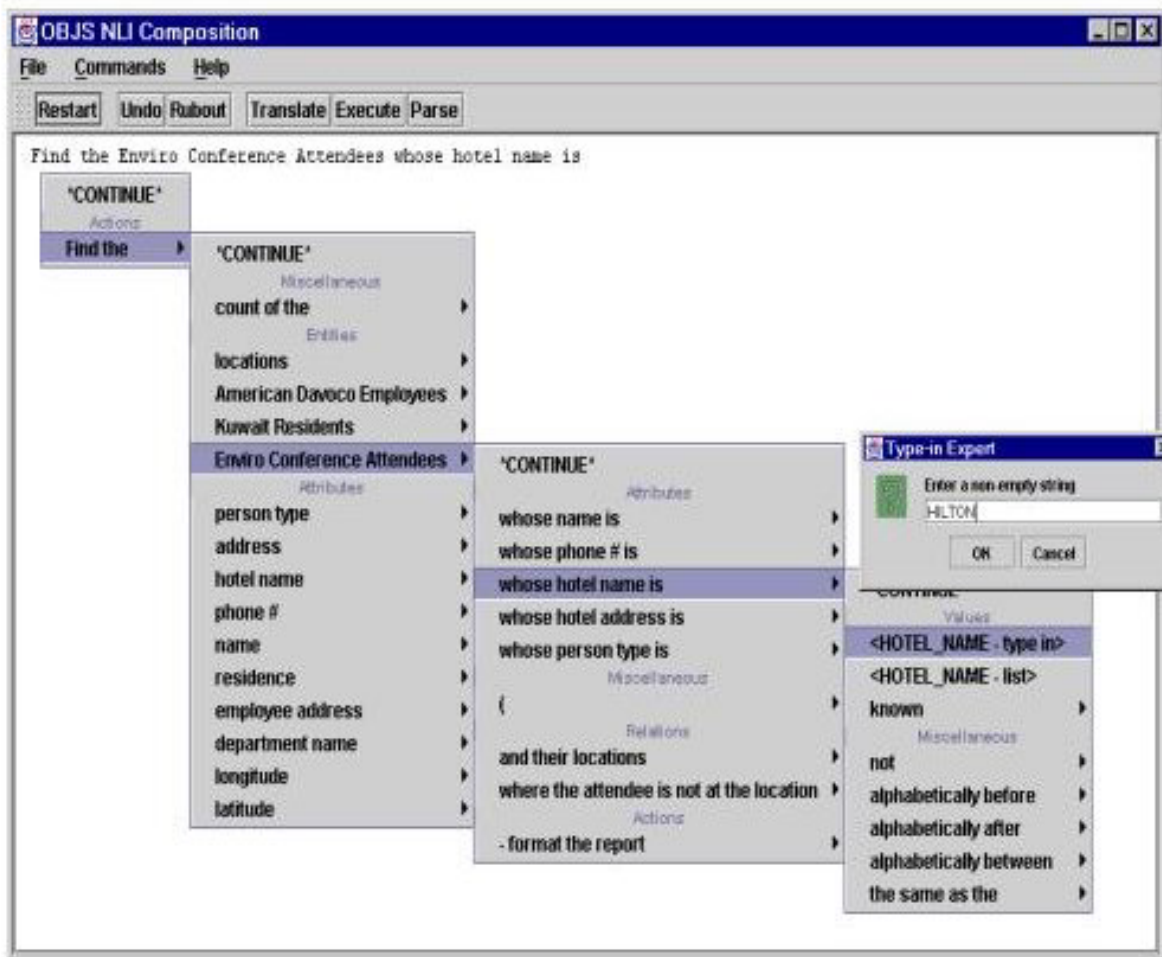 OBJS NLI Composition
File Commands Help
Restart Undo Rubout Translate Execute Parse
Find the Enviro Conference Attendees whose hotel name is
*CONTINUE*
Actions
Find the
*CONTINUE*
Miscellaneous
count of the
Entities
locations
American Davoco Employees
Kuwait Residents
Enviro Conference Attendees
Attributes
person type
address
hotel name
phone #
name
residence
employee address
department name
longitude
latitude
*CONTINUE*
Attributes
whose name is
whose phone # is
whose hotel name is
whose hotel address is
whose person type is
Miscellaneous
(
Relations
and their locations
where the attendee is not at the location
Actions
- format the report
Type-in Expert
Enter a non-empty string
HILTON
OK Cancel
*CONTINUE*
Values
<HOTEL_NAME - type in>
<HOTEL_NAME - list>
known
Miscellaneous
not
alphabetically before
alphabetically after
alphabetically between
the same as the